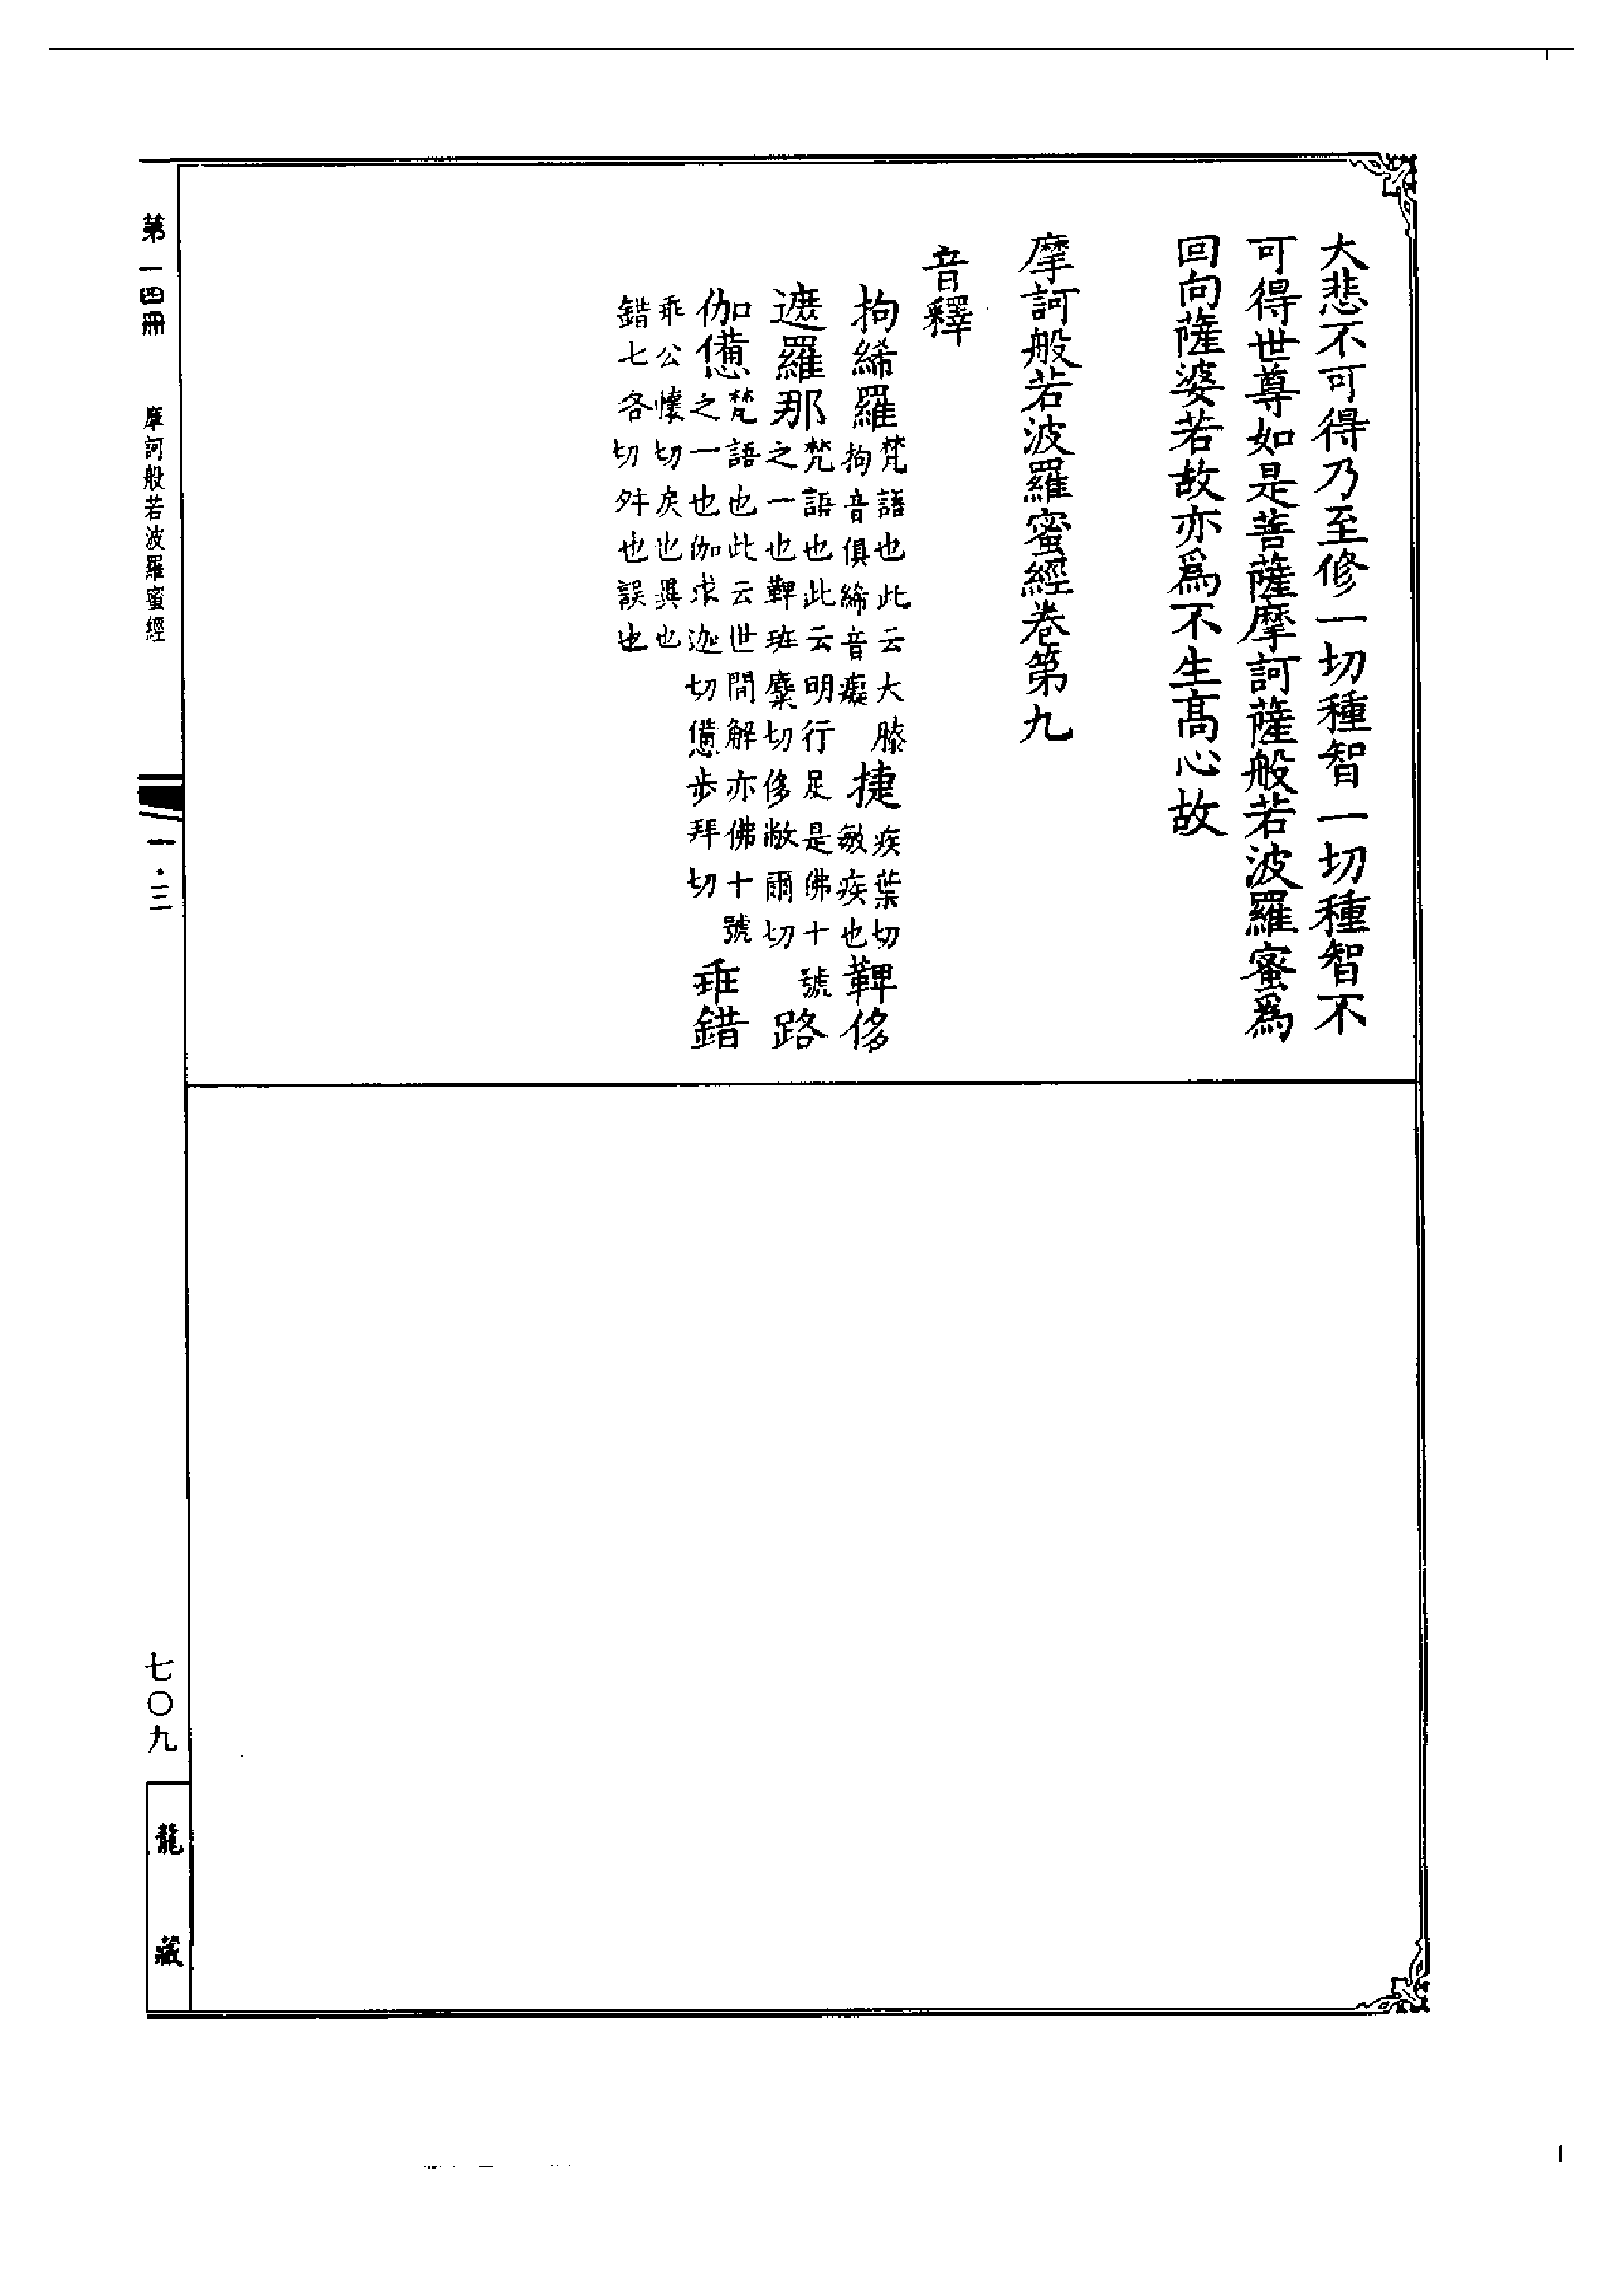 大悲不可得乃至修一切種智一切種智不
可得世尊如是菩薩摩訶薩般若波羅蜜爲
回向薩婆若故亦爲不生高心故
摩訶般若波羅蜜經卷第九
音釋
拘絺羅梵語也此云大膝拘音俱絺音癡 捷疾葉切敏疾也 鞞侈
遮羅那梵語也此云明行足是佛十號之一也鞞班麋切侈敝爾切 路
伽憊梵語也此云世間解亦佛十號之一也伽求迦切憊步拜切 乖錯
乖公懷切戾也異也
錯七各切舛也誤也
第一四冊 摩訶般若波羅蜜經
一·三
七〇九
龍藏